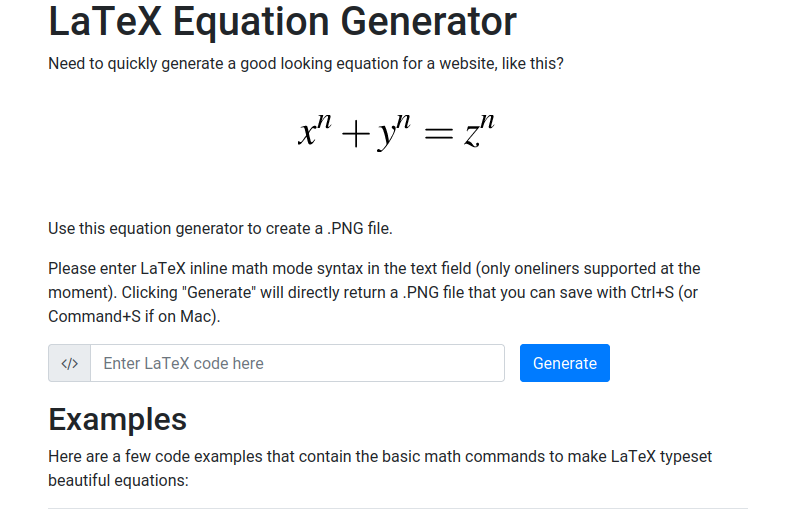 LaTeX Equation Generator
Need to quickly generate a good looking equation for a website, like this?
xⁿ + yⁿ = zⁿ
Use this equation generator to create a .PNG file.
Please enter LaTeX inline math mode syntax in the text field (only oneliners supported at the
moment). Clicking "Generate" will directly return a .PNG file that you can save with Ctrl+S (or
Command+S if on Mac).
</> Enter LaTeX code here Generate
Examples
Here are a few code examples that contain the basic math commands to make LaTeX typeset
beautiful equations: